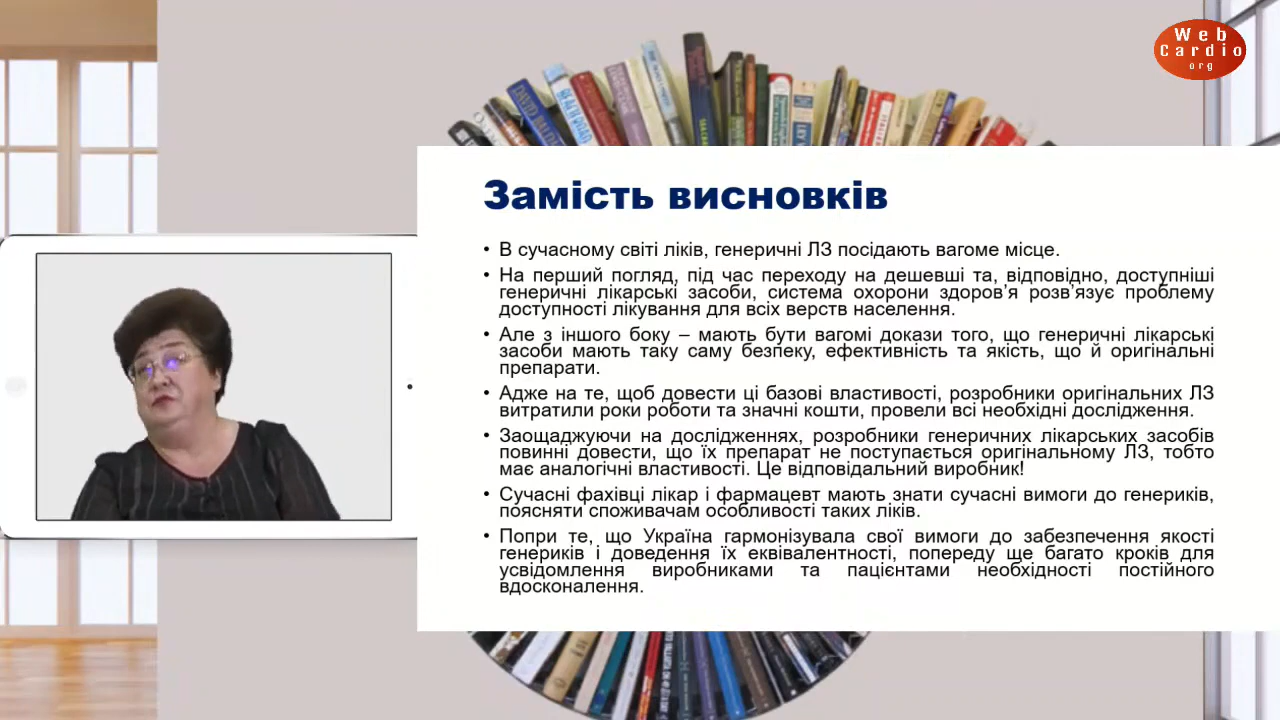 Web
Cardio
org
Замість висновків
• В сучасному світі ліків, генеричні ЛЗ посідають вагоме місце.
• На перший погляд, під час переходу на дешевші та, відповідно, доступніші
генеричні лікарські засоби, система охорони здоров’я розв’язує проблему
доступності лікування для всіх верств населення.
• Але з іншого боку – мають бути вагомі докази того, що генеричні лікарські
засоби мають таку саму безпеку, ефективність та якість, що й оригінальні
препарати.
• Адже на те, щоб довести ці базові властивості, розробники оригінальних ЛЗ
витратили роки роботи та значні кошти, провели всі необхідні дослідження.
• Заощаджуючи на дослідженнях, розробники генеричних лікарських засобів
повинні довести, що їх препарат не поступається оригінальному ЛЗ, тобто
має аналогічні властивості. Це відповідальний виробник!
• Сучасні фахівці лікар і фармацевт мають знати сучасні вимоги до генериків,
поясняти споживачам особливості таких ліків.
• Попри те, що Україна гармонізувала свої вимоги до забезпечення якості
генериків і доведення їх еквівалентності, попереду ще багато кроків для
усвідомлення виробниками та пацієнтами необхідності постійного
вдосконалення.